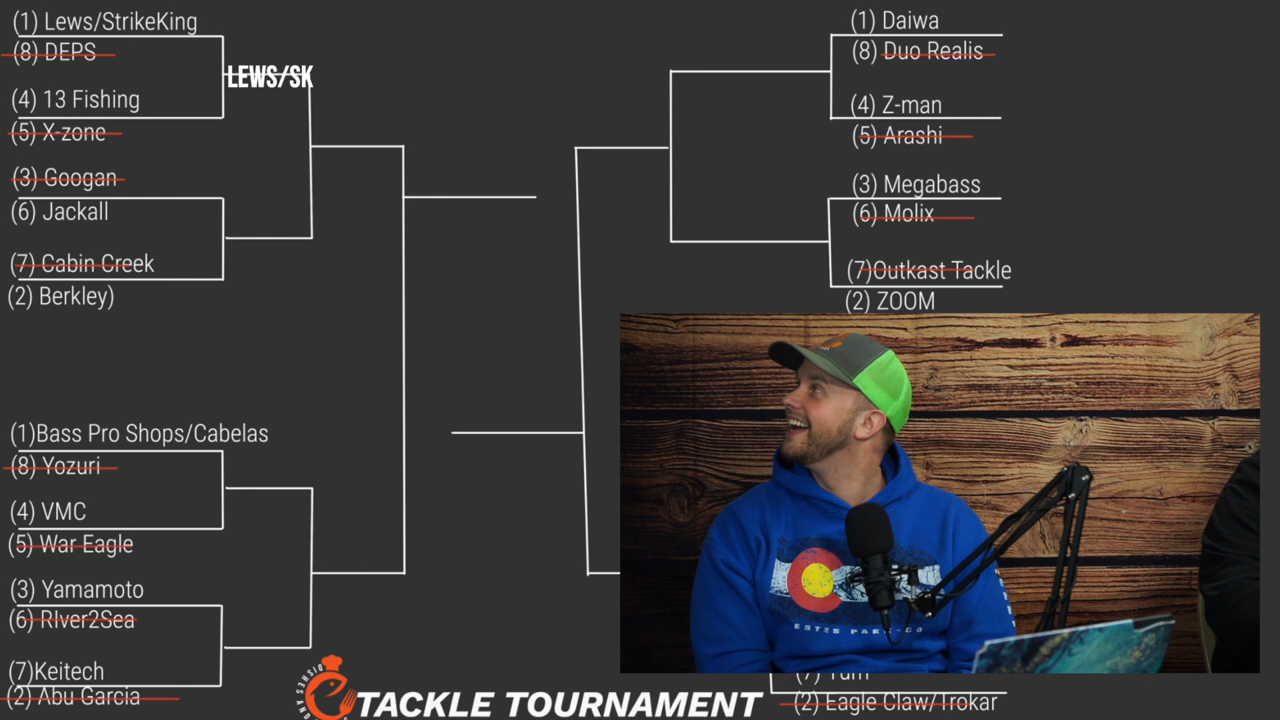 (1) Lews/StrikeKing
(8) DEPS
LEWS/SK
(4) 13 Fishing
(5) X-zone
(3) Googan
(6) Jackall
(7) Cabin Creek
(2) Berkley)
(1)Bass Pro Shops/Cabelas
(8) Yozuri
(4) VMC
(5) War Eagle
(3) Yamamoto
(6) RIver2Sea
(7)Keitech
(2) Abu Garcia
(1) Daiwa
(8) Duo Realis
(4) Z-man
(5) Arashi
(3) Megabass
(6) Molix
(7)Outkast Tackle
(2) ZOOM
ESTES PARK CO
(2) Eagle Claw/Trokar
TACKLE TOURNAMENT